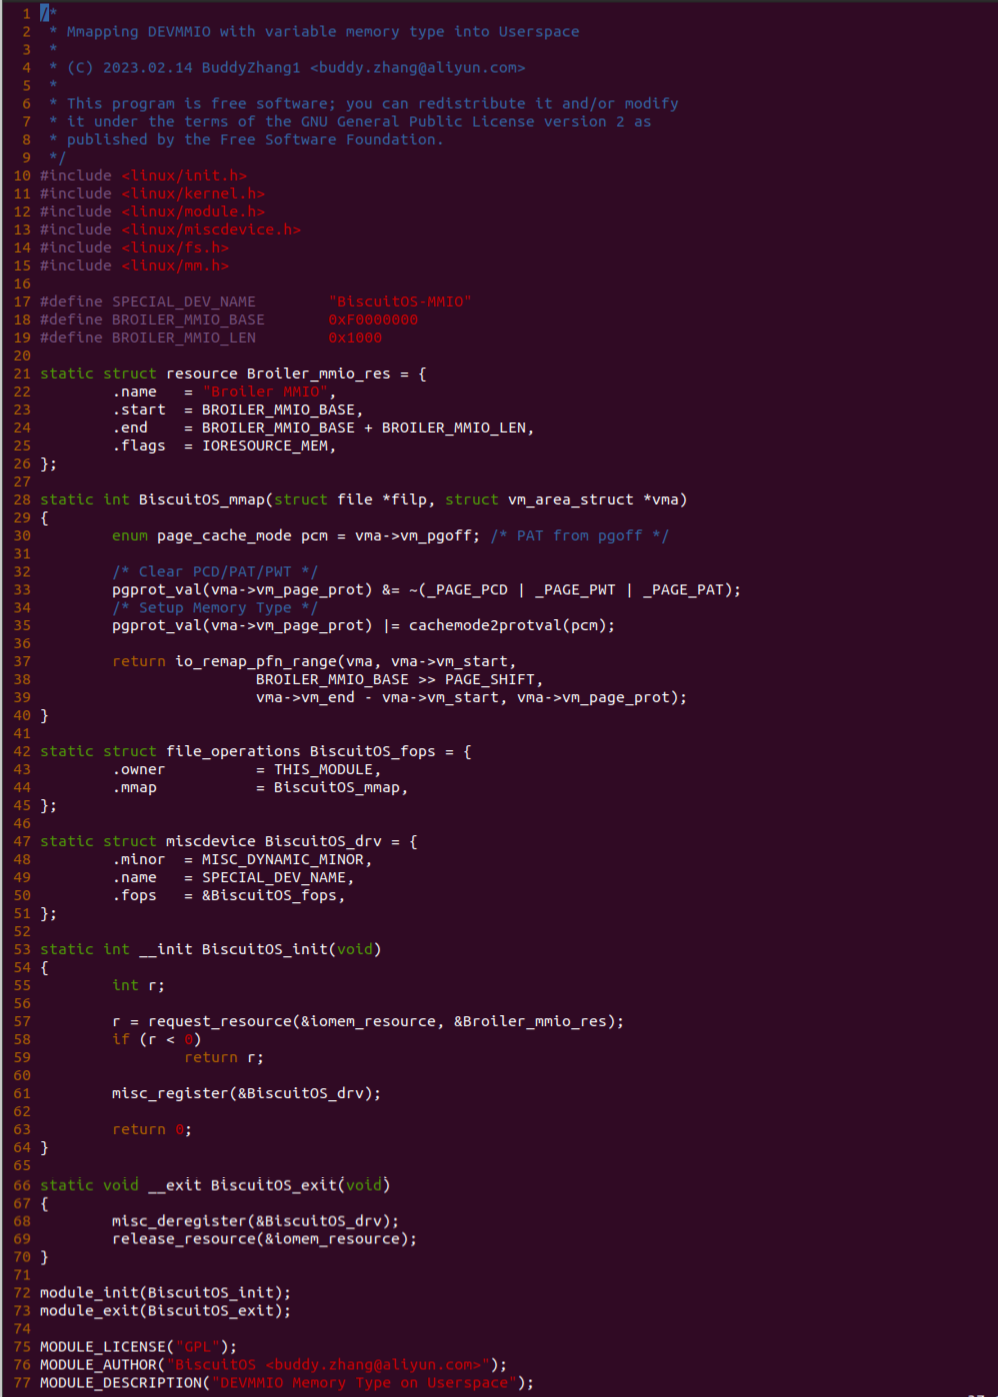 1 /*
2  * Mmapping DEVMMIO with variable memory type into Userspace
3  *
4  * (C) 2023.02.14 BuddyZhang1 <buddy.zhang@aliyun.com>
5  *
6  * This program is free software; you can redistribute it and/or modify
7  * it under the terms of the GNU General Public License version 2 as
8  * published by the Free Software Foundation.
9  */
10 #include <linux/init.h>
11 #include <linux/kernel.h>
12 #include <linux/module.h>
13 #include <linux/miscdevice.h>
14 #include <linux/fs.h>
15 #include <linux/mm.h>
16
17 #define SPECIAL_DEV_NAME        "BiscuitOS-MMIO"
18 #define BROILER_MMIO_BASE       0xF0000000
19 #define BROILER_MMIO_LEN        0x1000
20
21 static struct resource Broiler_mmio_res = {
22         .name   = "Broiler MMIO",
23         .start  = BROILER_MMIO_BASE,
24         .end    = BROILER_MMIO_BASE + BROILER_MMIO_LEN,
25         .flags  = IORESOURCE_MEM,
26 };
27
28 static int BiscuitOS_mmap(struct file *filp, struct vm_area_struct *vma)
29 {
30         enum page_cache_mode pcm = vma->vm_pgoff; /* PAT from pgoff */
31
32         /* Clear PCD/PAT/PWT */
33         pgprot_val(vma->vm_page_prot) &= ~(_PAGE_PCD | _PAGE_PWT | _PAGE_PAT);
34         /* Setup Memory Type */
35         pgprot_val(vma->vm_page_prot) |= cachemode2protval(pcm);
36
37         return io_remap_pfn_range(vma, vma->vm_start,
38                         BROILER_MMIO_BASE >> PAGE_SHIFT,
39                         vma->vm_end - vma->vm_start, vma->vm_page_prot);
40 }
41
42 static struct file_operations BiscuitOS_fops = {
43         .owner          = THIS_MODULE,
44         .mmap           = BiscuitOS_mmap,
45 };
46
47 static struct miscdevice BiscuitOS_drv = {
48         .minor  = MISC_DYNAMIC_MINOR,
49         .name   = SPECIAL_DEV_NAME,
50         .fops   = &BiscuitOS_fops,
51 };
52
53 static int __init BiscuitOS_init(void)
54 {
55         int r;
56
57         r = request_resource(&iomem_resource, &Broiler_mmio_res);
58         if (r < 0)
59                 return r;
60
61         misc_register(&BiscuitOS_drv);
62
63         return 0;
64 }
65
66 static void __exit BiscuitOS_exit(void)
67 {
68         misc_deregister(&BiscuitOS_drv);
69         release_resource(&iomem_resource);
70 }
71
72 module_init(BiscuitOS_init);
73 module_exit(BiscuitOS_exit);
74
75 MODULE_LICENSE("GPL");
76 MODULE_AUTHOR("BiscuitOS <buddy.zhang@aliyun.com>");
77 MODULE_DESCRIPTION("DEVMMIO Memory Type on Userspace");